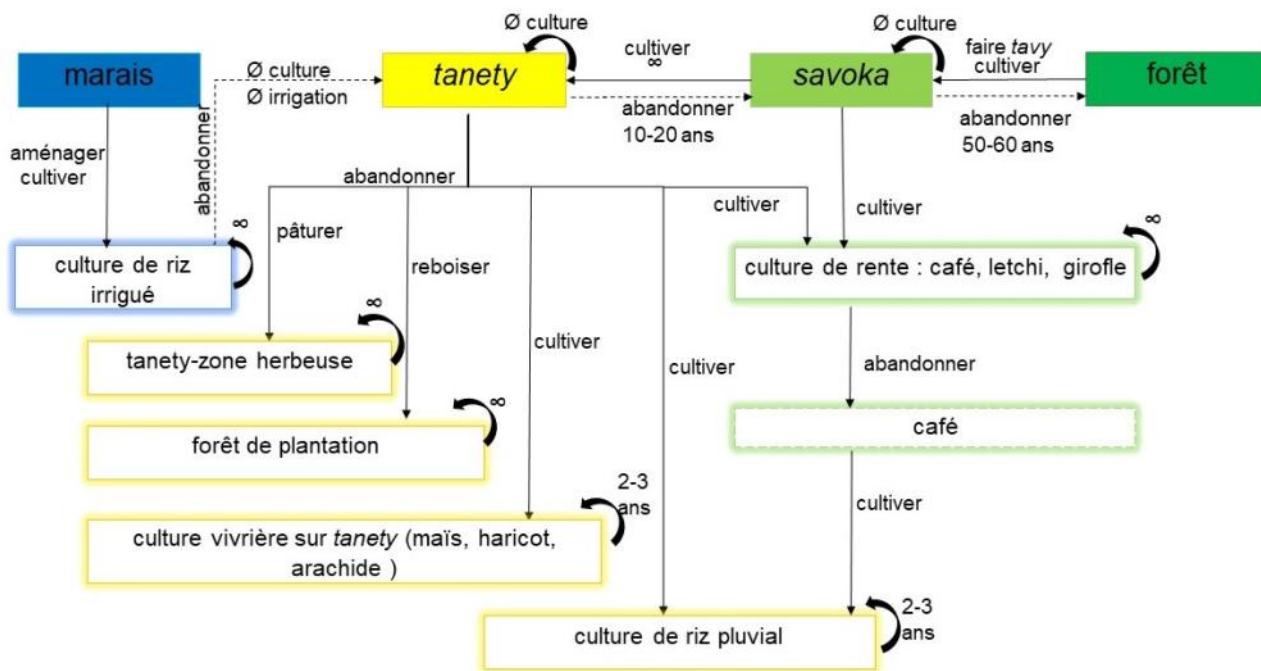 Ø culture
Ø culture
marais
Ø culture
Ø irrigation
tanety
cultiver
∞
savoka
faire tavy
cultiver
forêt
abandonner
10-20 ans
abandonner
50-60 ans
aménager
cultiver
abandonner
abandonner
cultiver
cultiver
∞
pâturer
∞
culture de riz
irrigué
reboiser
culture de rente : café, letchi, girofle
∞
tanety-zone herbeuse
cultiver
cultiver
abandonner
∞
forêt de plantation
café
2-3
ans
cultiver
culture vivrière sur tanety (maïs, haricot,
arachide )
2-3
ans
culture de riz pluvial